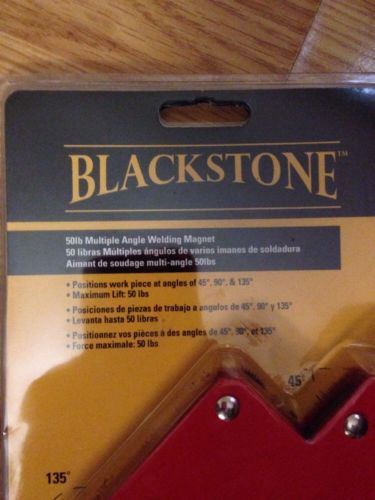 BLACKSTONE™
50lb Multiple Angle Welding Magnet
50 libras Múltiples ángulos de varios imanes de soldadura
Aimant de soudage multi-angle 50lbs
• Positions work piece at angles of 45°, 90°, & 135°
• Maximum Lift: 50 lbs
• Posiciones de piezas de trabajo a angulos de 45°, 90° y 135°
• Levanta hasta 50 libras
• Positionnez vos pièces à des angles de 45°, 90°, et 135°
• Force maximale: 50 lbs
45°
135°